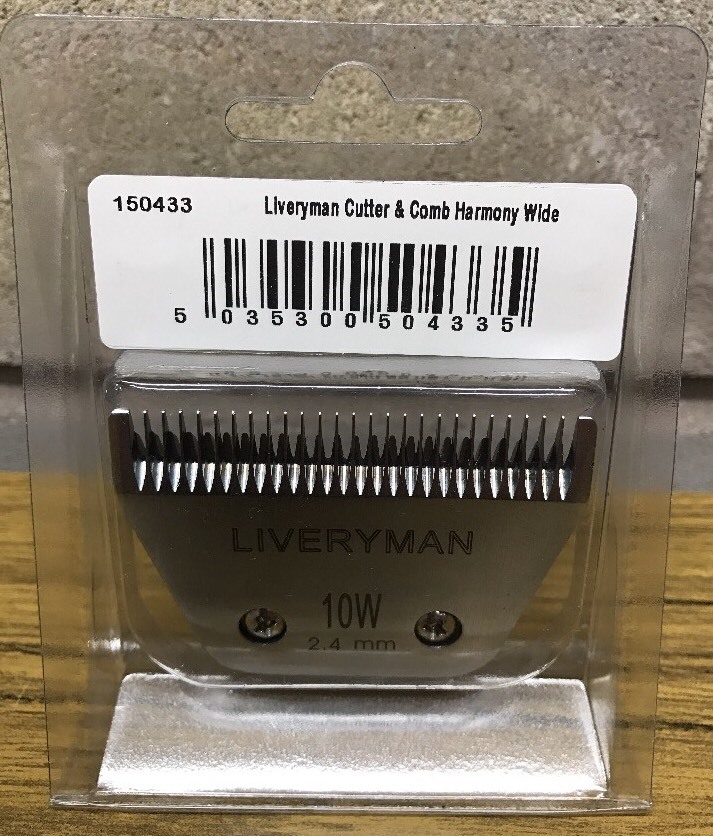 150433 Liveryman Cutter & Comb Harmony Wide
5 035300 504335
LIVERYMAN
10W
2.4 mm